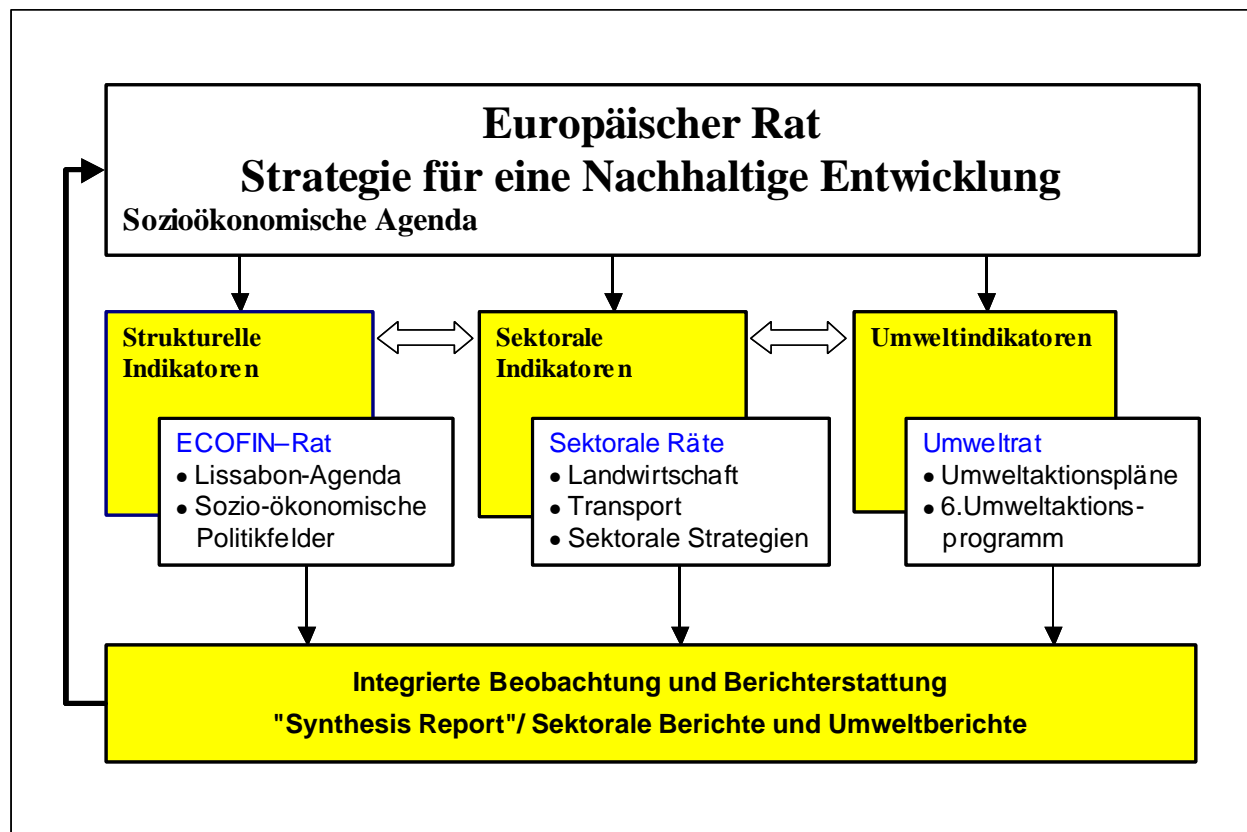 Europäischer Rat
Strategie für eine Nachhaltige Entwicklung
Sozioökonomische Agenda
Strukturelle
Indikatoren
Sektorale
Indikatoren
Umweltindikatoren
ECOFIN–Rat
• Lissabon-Agenda
• Sozio-ökonomische
Politikfelder
Sektorale Räte
• Landwirtschaft
• Transport
• Sektorale Strategien
Umweltrat
• Umweltaktionspläne
• 6.Umweltaktions-
programm
Integrierte Beobachtung und Berichterstattung
"Synthesis Report"/ Sektorale Berichte und Umweltberichte